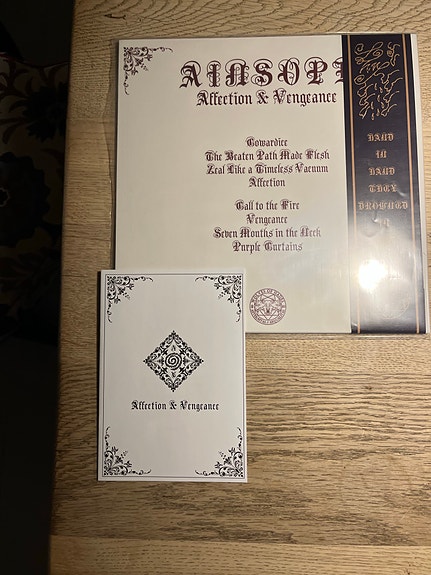 AINSOPH
Affection & Vengeance
Cowardice
The Beaten Path Made Flesh
Zeal Like a Timeless Vacuum
Affection
Call to the Fire
Vengeance
Seven Months in the Neck
Purple Curtains
HAND
IN
HAND
THEY
DROWNED
Affection & Vengeance